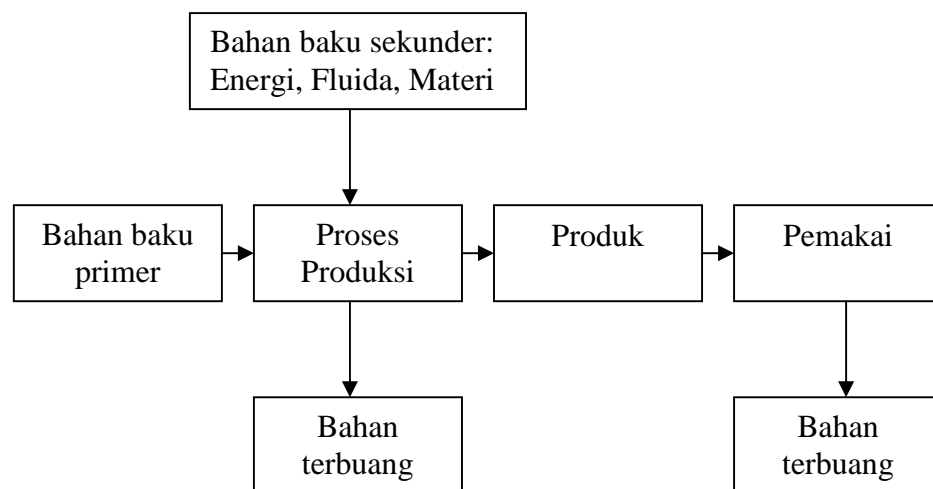 Bahan baku sekunder:
Energi, Fluida, Materi
Bahan baku
primer
Proses
Produksi
Produk
Pemakai
Bahan
terbuang
Bahan
terbuang